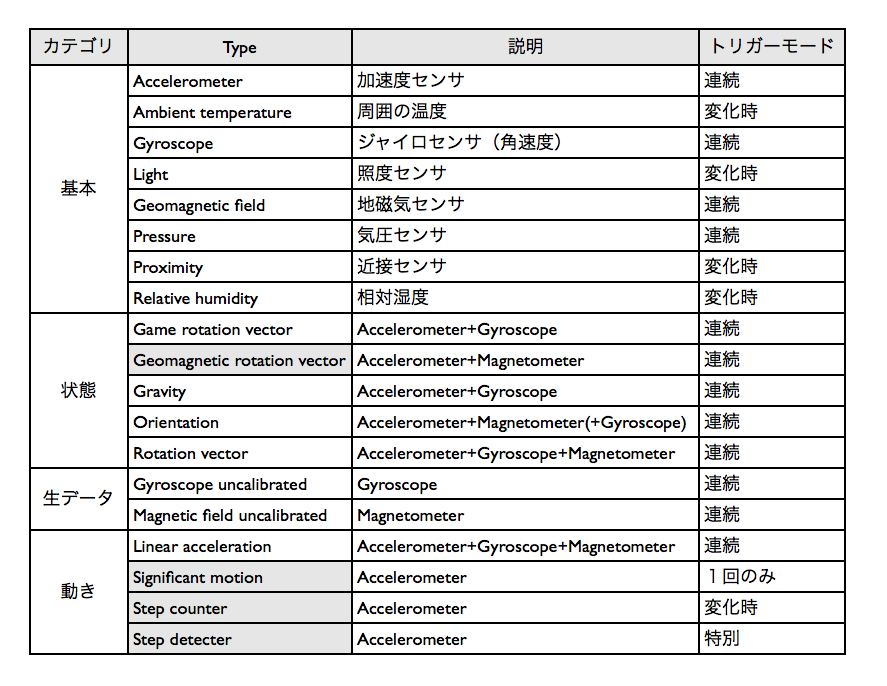 カテゴリ Type 説明 トリガーモード
基本 Accelerometer 加速度センサ 連続
Ambient temperature 周囲の温度 変化時
Gyroscope ジャイロセンサ（角速度） 連続
Light 照度センサ 変化時
Geomagnetic field 地磁気センサ 連続
Pressure 気圧センサ 連続
Proximity 近接センサ 変化時
Relative humidity 相対湿度 変化時
状態 Game rotation vector Accelerometer+Gyroscope 連続
Geomagnetic rotation vector Accelerometer+Magnetometer 連続
Gravity Accelerometer+Gyroscope 連続
Orientation Accelerometer+Magnetometer(+Gyroscope) 連続
Rotation vector Accelerometer+Gyroscope+Magnetometer 連続
生データ Gyroscope uncalibrated Gyroscope 連続
Magnetic field uncalibrated Magnetometer 連続
動き Linear acceleration Accelerometer+Gyroscope+Magnetometer 連続
Significant motion Accelerometer １回のみ
Step counter Accelerometer 変化時
Step detecter Accelerometer 特別